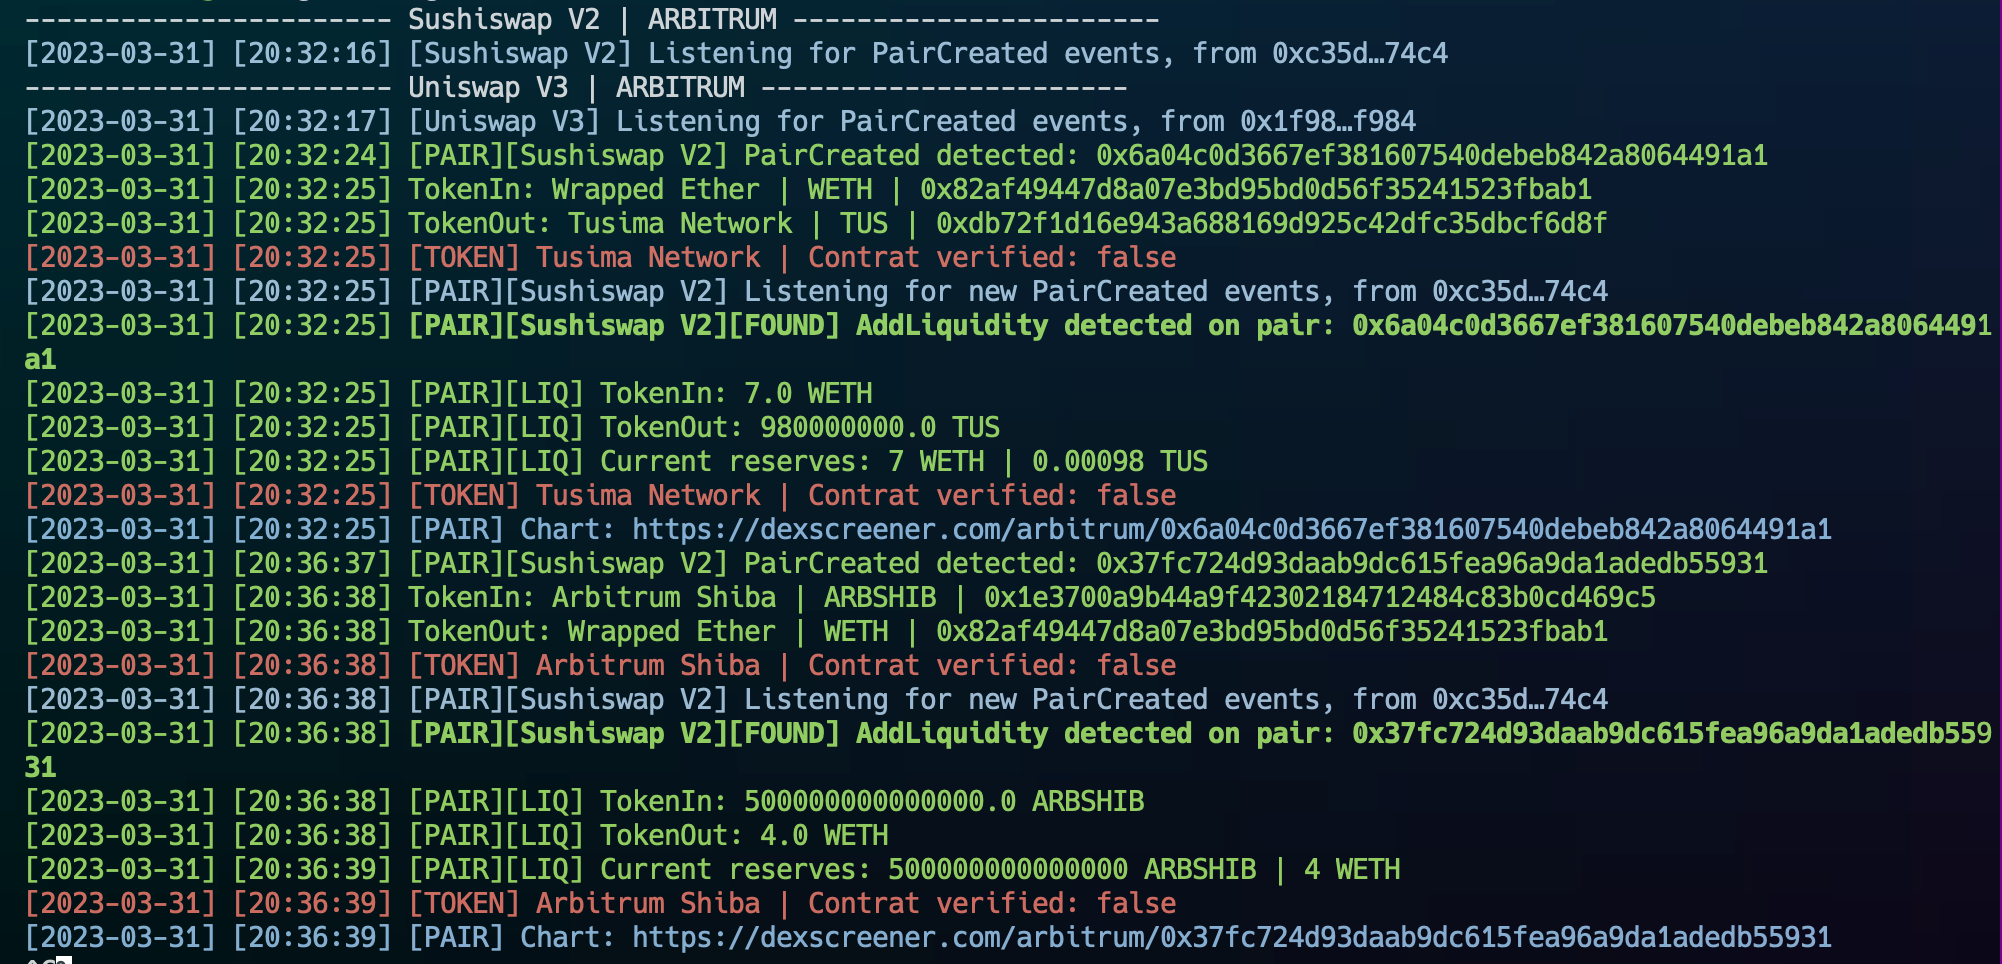 ----------------------- Sushiswap V2 | ARBITRUM -----------------------
[2023-03-31] [20:32:16] [Sushiswap V2] Listening for PairCreated events, from 0xc35d…74c4
----------------------- Uniswap V3 | ARBITRUM -----------------------
[2023-03-31] [20:32:17] [Uniswap V3] Listening for PairCreated events, from 0x1f98…f984
[2023-03-31] [20:32:24] [PAIR][Sushiswap V2] PairCreated detected: 0x6a04c0d3667ef381607540debeb842a8064491a1
[2023-03-31] [20:32:25] TokenIn: Wrapped Ether | WETH | 0x82af49447d8a07e3bd95bd0d56f35241523fbab1
[2023-03-31] [20:32:25] TokenOut: Tusima Network | TUS | 0xdb72f1d16e943a688169d925c42dfc35dbcf6d8f
[2023-03-31] [20:32:25] [TOKEN] Tusima Network | Contrat verified: false
[2023-03-31] [20:32:25] [PAIR][Sushiswap V2] Listening for new PairCreated events, from 0xc35d…74c4
[2023-03-31] [20:32:25] [PAIR][Sushiswap V2][FOUND] AddLiquidity detected on pair: 0x6a04c0d3667ef381607540debeb842a8064491
a1
[2023-03-31] [20:32:25] [PAIR][LIQ] TokenIn: 7.0 WETH
[2023-03-31] [20:32:25] [PAIR][LIQ] TokenOut: 980000000.0 TUS
[2023-03-31] [20:32:25] [PAIR][LIQ] Current reserves: 7 WETH | 0.00098 TUS
[2023-03-31] [20:32:25] [TOKEN] Tusima Network | Contrat verified: false
[2023-03-31] [20:32:25] [PAIR] Chart: https://dexscreener.com/arbitrum/0x6a04c0d3667ef381607540debeb842a8064491a1
[2023-03-31] [20:36:37] [PAIR][Sushiswap V2] PairCreated detected: 0x37fc724d93daab9dc615fea96a9da1adedb55931
[2023-03-31] [20:36:38] TokenIn: Arbitrum Shiba | ARBSHIB | 0x1e3700a9b44a9f42302184712484c83b0cd469c5
[2023-03-31] [20:36:38] TokenOut: Wrapped Ether | WETH | 0x82af49447d8a07e3bd95bd0d56f35241523fbab1
[2023-03-31] [20:36:38] [TOKEN] Arbitrum Shiba | Contrat verified: false
[2023-03-31] [20:36:38] [PAIR][Sushiswap V2] Listening for new PairCreated events, from 0xc35d…74c4
[2023-03-31] [20:36:38] [PAIR][Sushiswap V2][FOUND] AddLiquidity detected on pair: 0x37fc724d93daab9dc615fea96a9da1adedb559
31
[2023-03-31] [20:36:38] [PAIR][LIQ] TokenIn: 500000000000000.0 ARBSHIB
[2023-03-31] [20:36:38] [PAIR][LIQ] TokenOut: 4.0 WETH
[2023-03-31] [20:36:39] [PAIR][LIQ] Current reserves: 500000000000000 ARBSHIB | 4 WETH
[2023-03-31] [20:36:39] [TOKEN] Arbitrum Shiba | Contrat verified: false
[2023-03-31] [20:36:39] [PAIR] Chart: https://dexscreener.com/arbitrum/0x37fc724d93daab9dc615fea96a9da1adedb55931